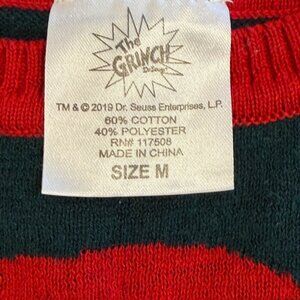 The
GRINCH
Dr. Seuss
TM & © 2019 Dr. Seuss Enterprises, L.P.
60% COTTON
40% POLYESTER
RN# 117508
MADE IN CHINA
SIZE M